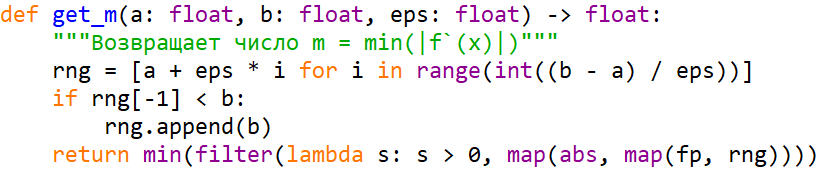 def get_m(a: float, b: float, eps: float) -> float:
    """Возвращает число m = min(|f`(x)|)"""
    rng = [a + eps * i for i in range(int((b - a) / eps))]
    if rng[-1] < b:
        rng.append(b)
    return min(filter(lambda s: s > 0, map(abs, map(fp, rng))))